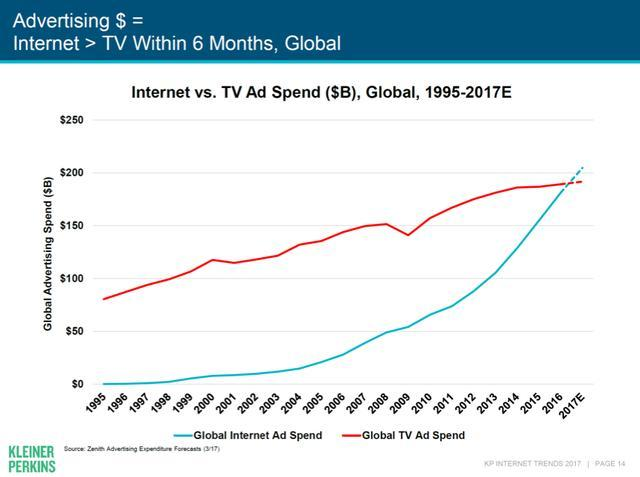 Advertising $ =
Internet > TV Within 6 Months, Global
Internet vs. TV Ad Spend ($B), Global, 1995-2017E
Global Advertising Spend ($B)
$250
$200
$150
$100
$50
$0
1995
1996
1997
1998
1999
2000
2001
2002
2003
2004
2005
2006
2007
2008
2009
2010
2011
2012
2013
2014
2015
2016
2017E
Global Internet Ad Spend
Global TV Ad Spend
KLEINER
PERKINS
Source: Zenith Advertising Expenditure Forecasts (3/17)
KP INTERNET TRENDS 2017 | PAGE 14